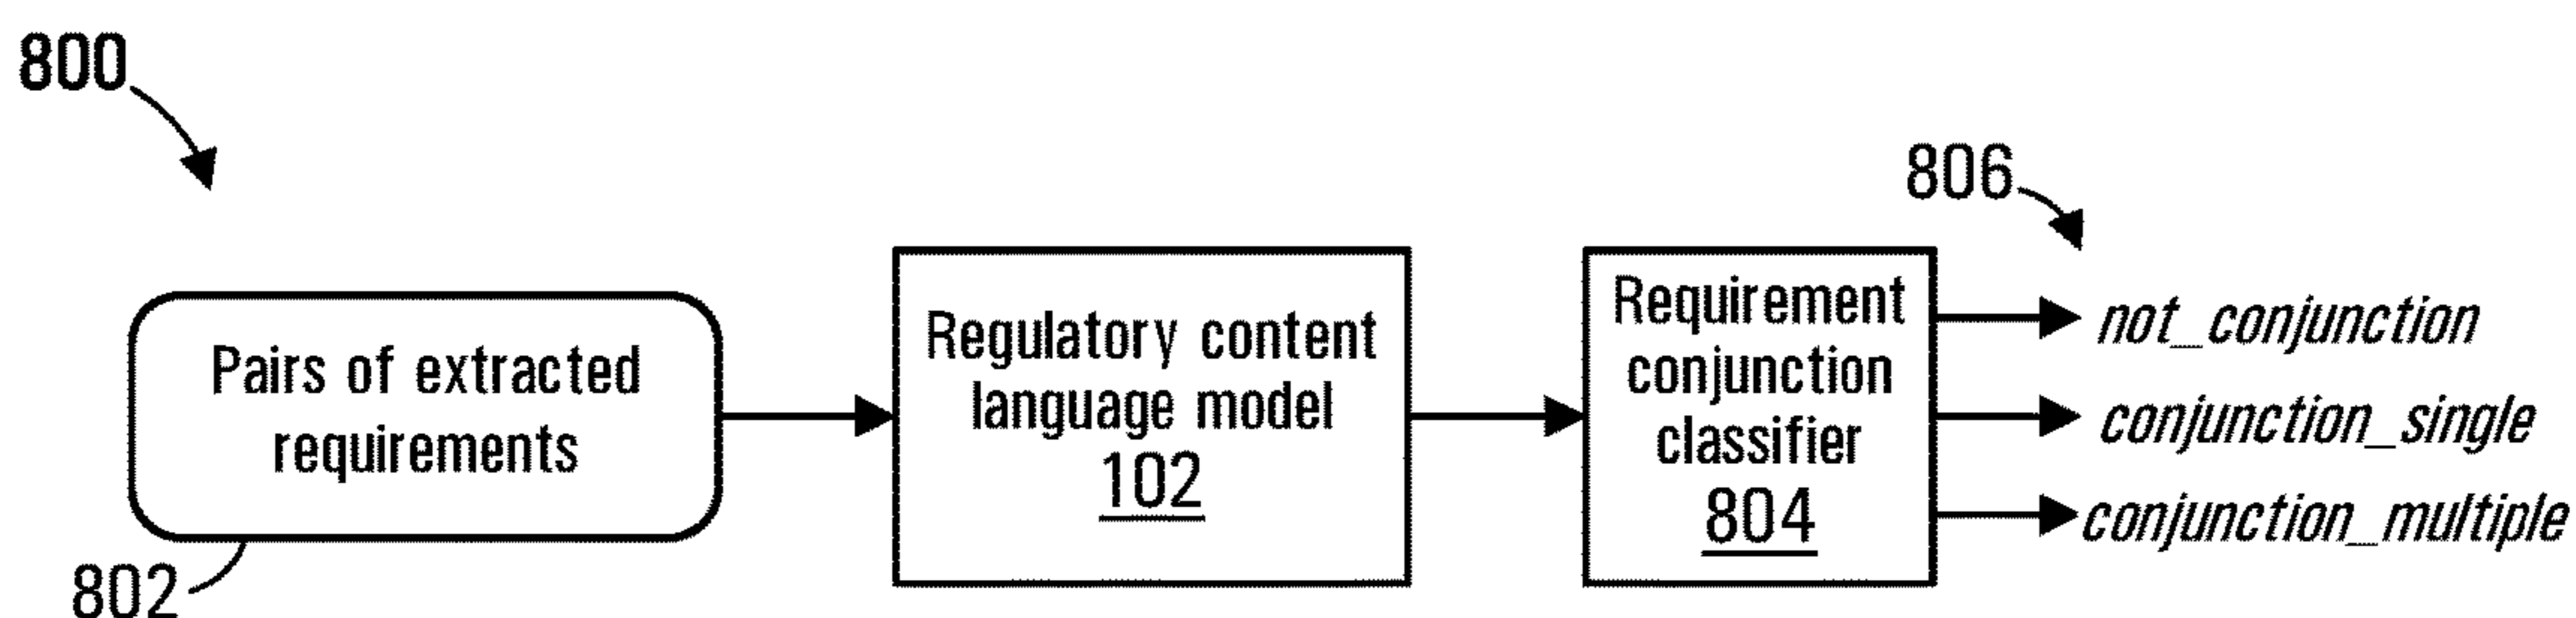 800
806
Pairs of extracted
requirements
802
Regulatory content
language model
102
Requirement
conjunction
classifier
804
not_conjunction
conjunction_single
conjunction_multiple